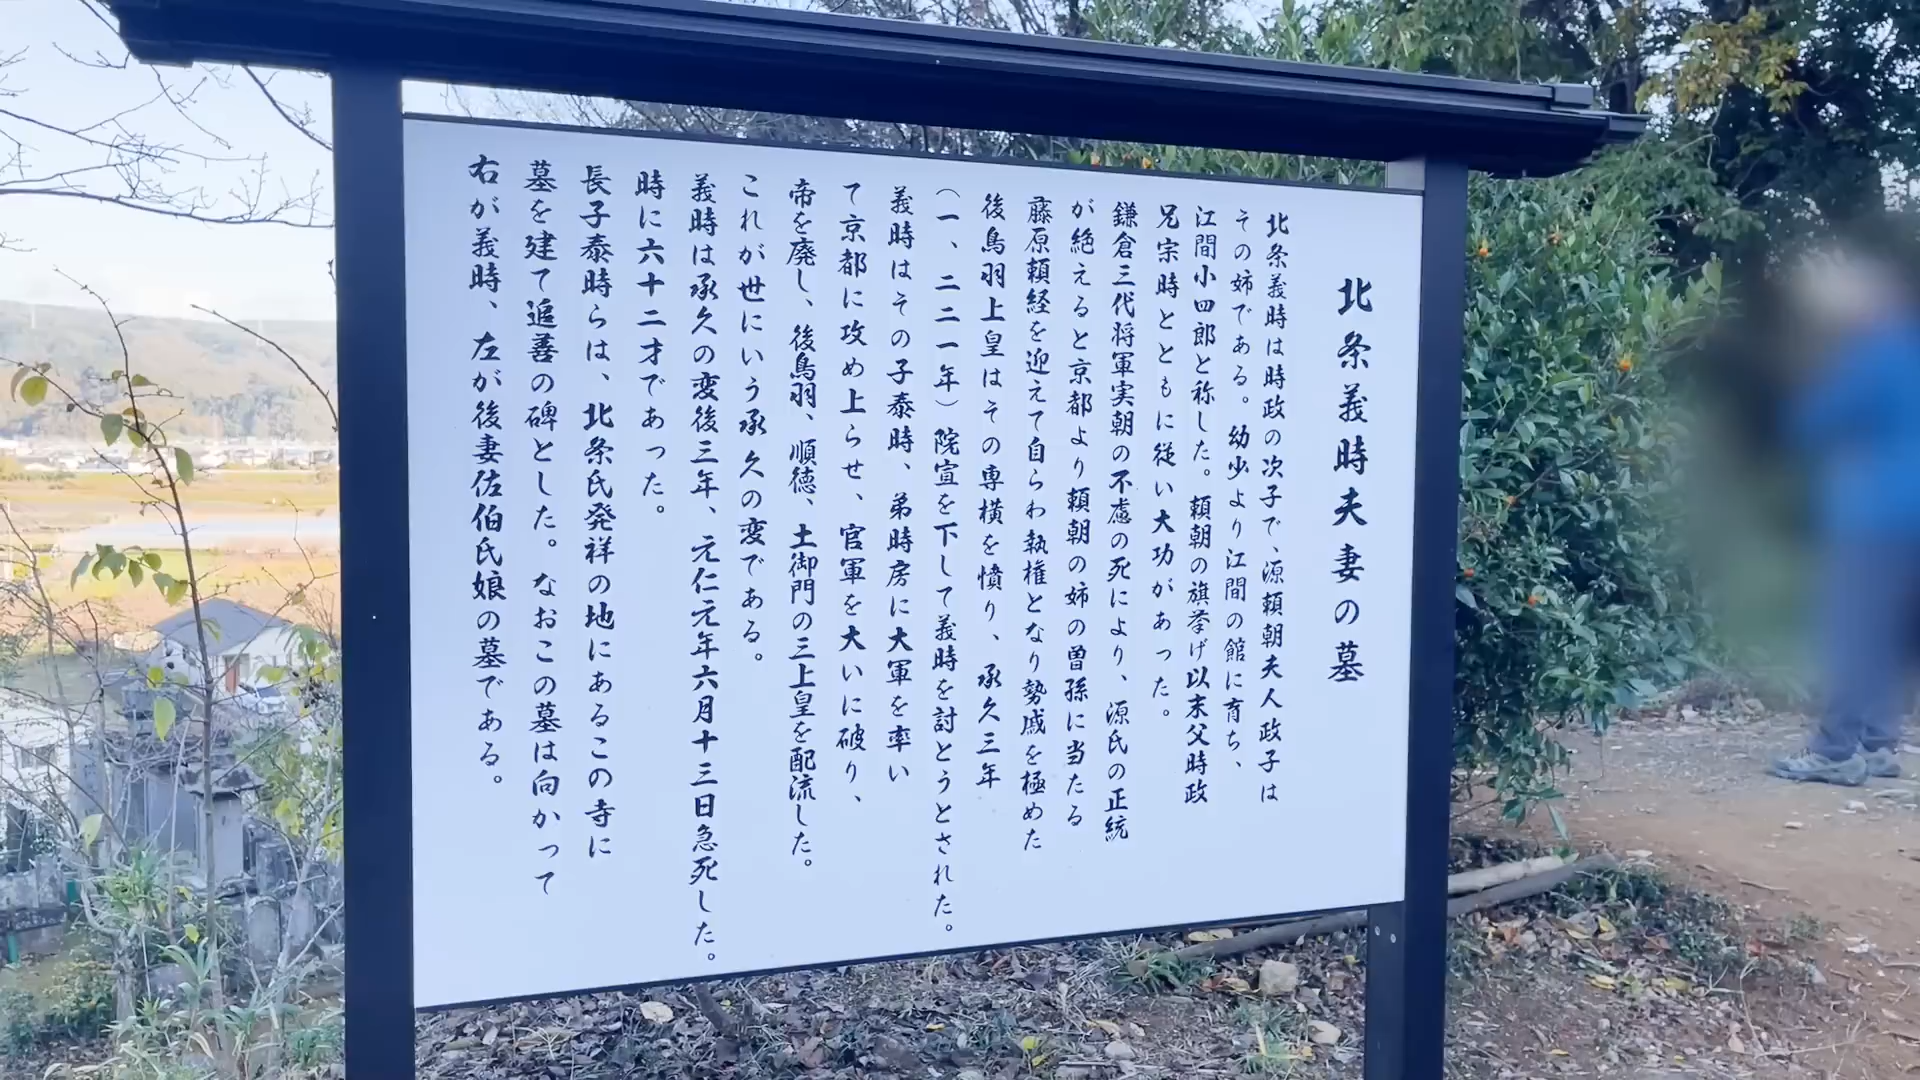 北条義時夫妻の墓
北条義時は時政の次子で、源頼朝夫人政子は
その姉である。幼少より江間の館に育ち、
江間小四郎と称した。頼朝の旗挙げ以末父時政
兄宗時とともに従い大功があった。
鎌倉三代将軍実朝の不慮の死により、源氏の正統
が絶えると京都より頼朝の姉の曽孫に当たる
藤原頼経を迎えて自らわ執権となり勢威を極めた
後鳥羽上皇はその専横を憤り、承久三年
(一、二二一年)院宣を下して義時を討とうとされた。
義時はその子泰時、弟時房に大軍を率い
て京都に攻め上らせ、官軍を大いに破り、
帝を廃し、後鳥羽、順徳、土御門の三上皇を配流した。
これが世にいう承久の変である。
義時は承久の変後三年、元仁元年六月十三日急死した。
時に六十二才であった。
長子泰時らは、北条氏発祥の地にあるこの寺に
墓を建て追善の碑とした。なおこの墓は向かって
右が義時、左が後妻佐伯氏娘の墓である。